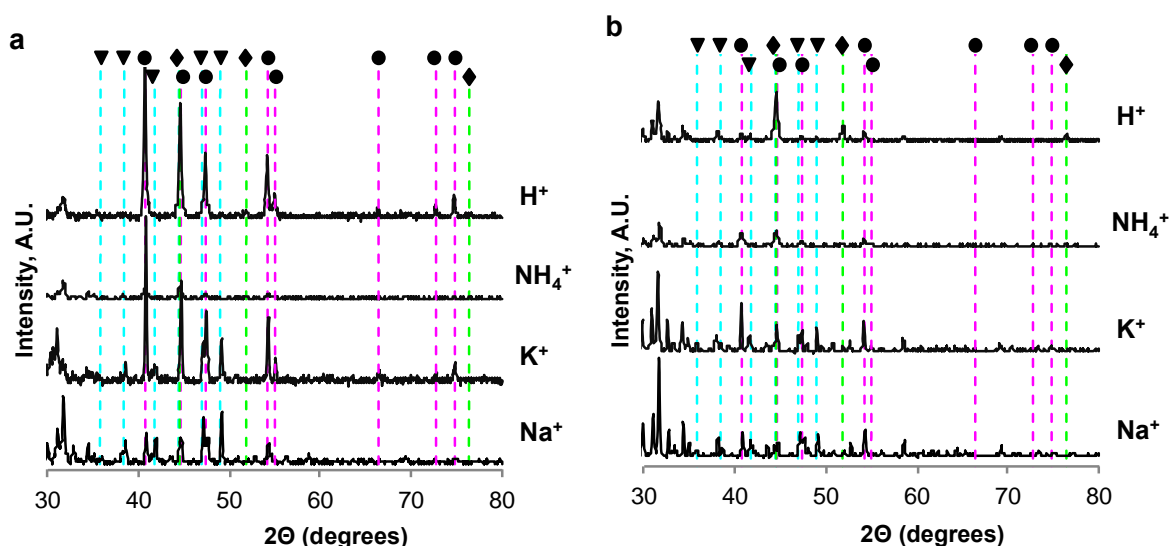 a
Intensity, A.U.
H⁺
NH₄⁺
K⁺
Na⁺
30 40 50 60 70 80
2Θ (degrees)
b
Intensity, A.U.
H⁺
NH₄⁺
K⁺
Na⁺
30 40 50 60 70 80
2Θ (degrees)